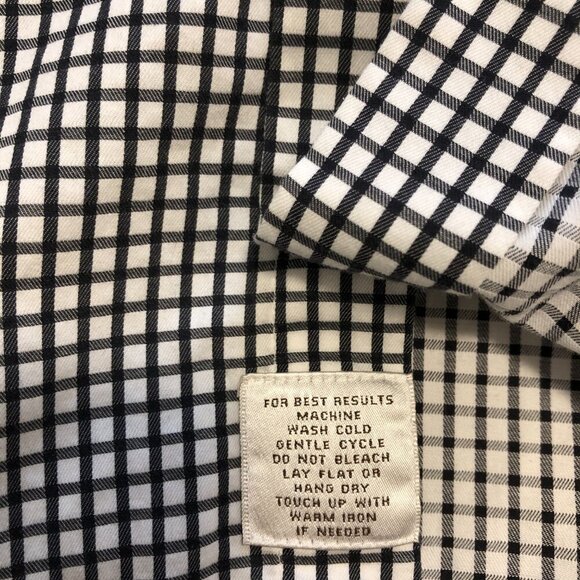 FOR BEST RESULTS
MACHINE
WASH COLD
GENTLE CYCLE
DO NOT BLEACH
LAY FLAT OR
HANG DRY
TOUCH UP WITH
WARM IRON
IF NEEDED